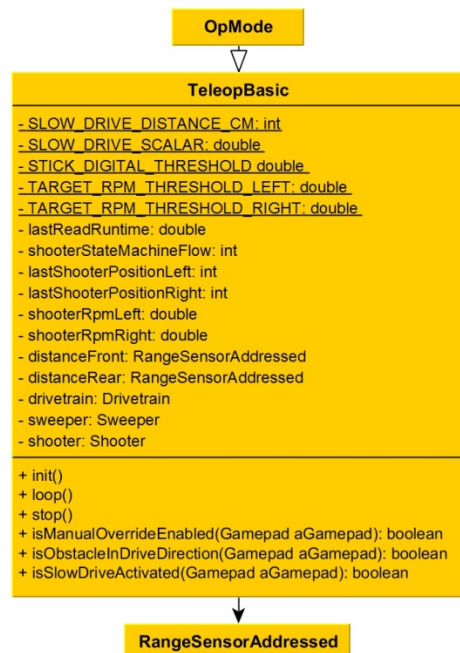 OpMode
TeleopBasic
- SLOW_DRIVE_DISTANCE_CM: int
- SLOW_DRIVE_SCALAR: double
- STICK_DIGITAL_THRESHOLD double
- TARGET_RPM_THRESHOLD_LEFT: double
- TARGET_RPM_THRESHOLD_RIGHT: double
- lastReadRuntime: double
- shooterStateMachineFlow: int
- lastShooterPositionLeft: int
- lastShooterPositionRight: int
- shooterRpmLeft: double
- shooterRpmRight: double
- distanceFront: RangeSensorAddressed
- distanceRear: RangeSensorAddressed
- drivetrain: Drivetrain
- sweeper: Sweeper
- shooter: Shooter
+ init()
+ loop()
+ stop()
+ isManualOverrideEnabled(Gamepad aGamepad): boolean
+ isObstacleInDriveDirection(Gamepad aGamepad): boolean
+ isSlowDriveActivated(Gamepad aGamepad): boolean
RangeSensorAddressed